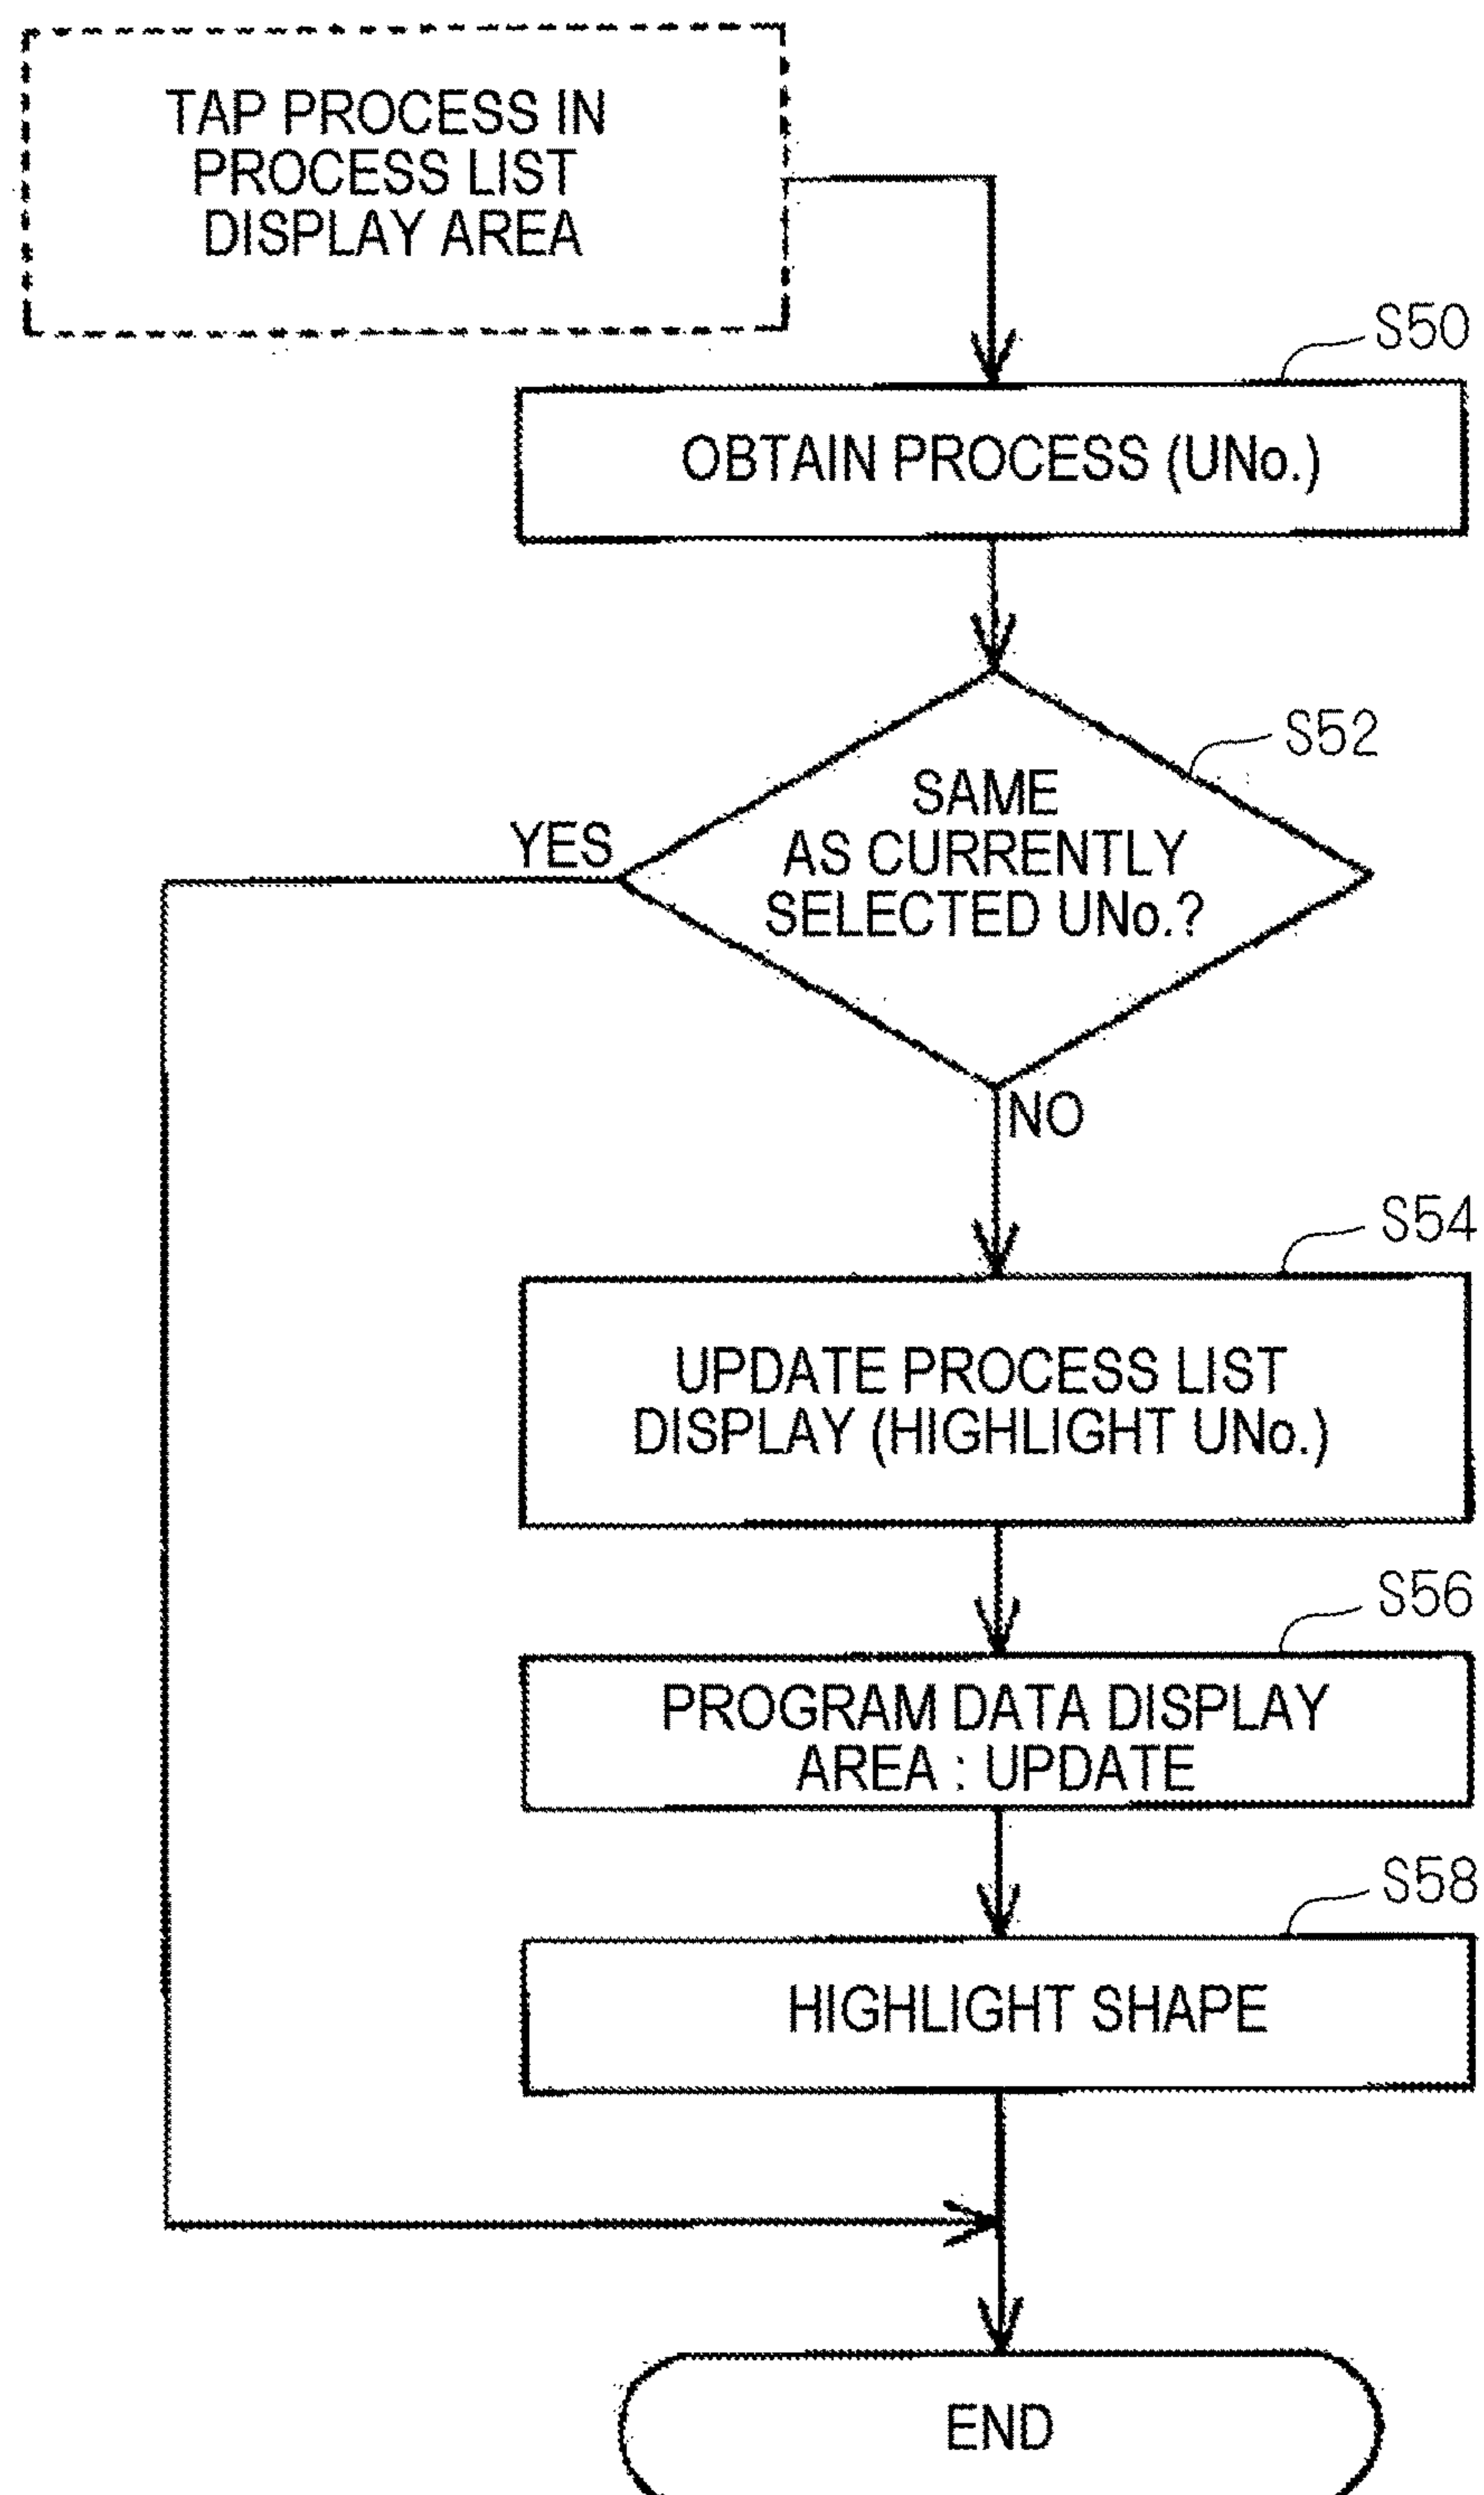 TAP PROCESS IN
PROCESS LIST
DISPLAY AREA
S50
OBTAIN PROCESS (UNo.)
S52
SAME
AS CURRENTLY
SELECTED UNo.?
YES
NO
S54
UPDATE PROCESS LIST
DISPLAY (HIGHLIGHT UNo.)
S56
PROGRAM DATA DISPLAY
AREA : UPDATE
S58
HIGHLIGHT SHAPE
END